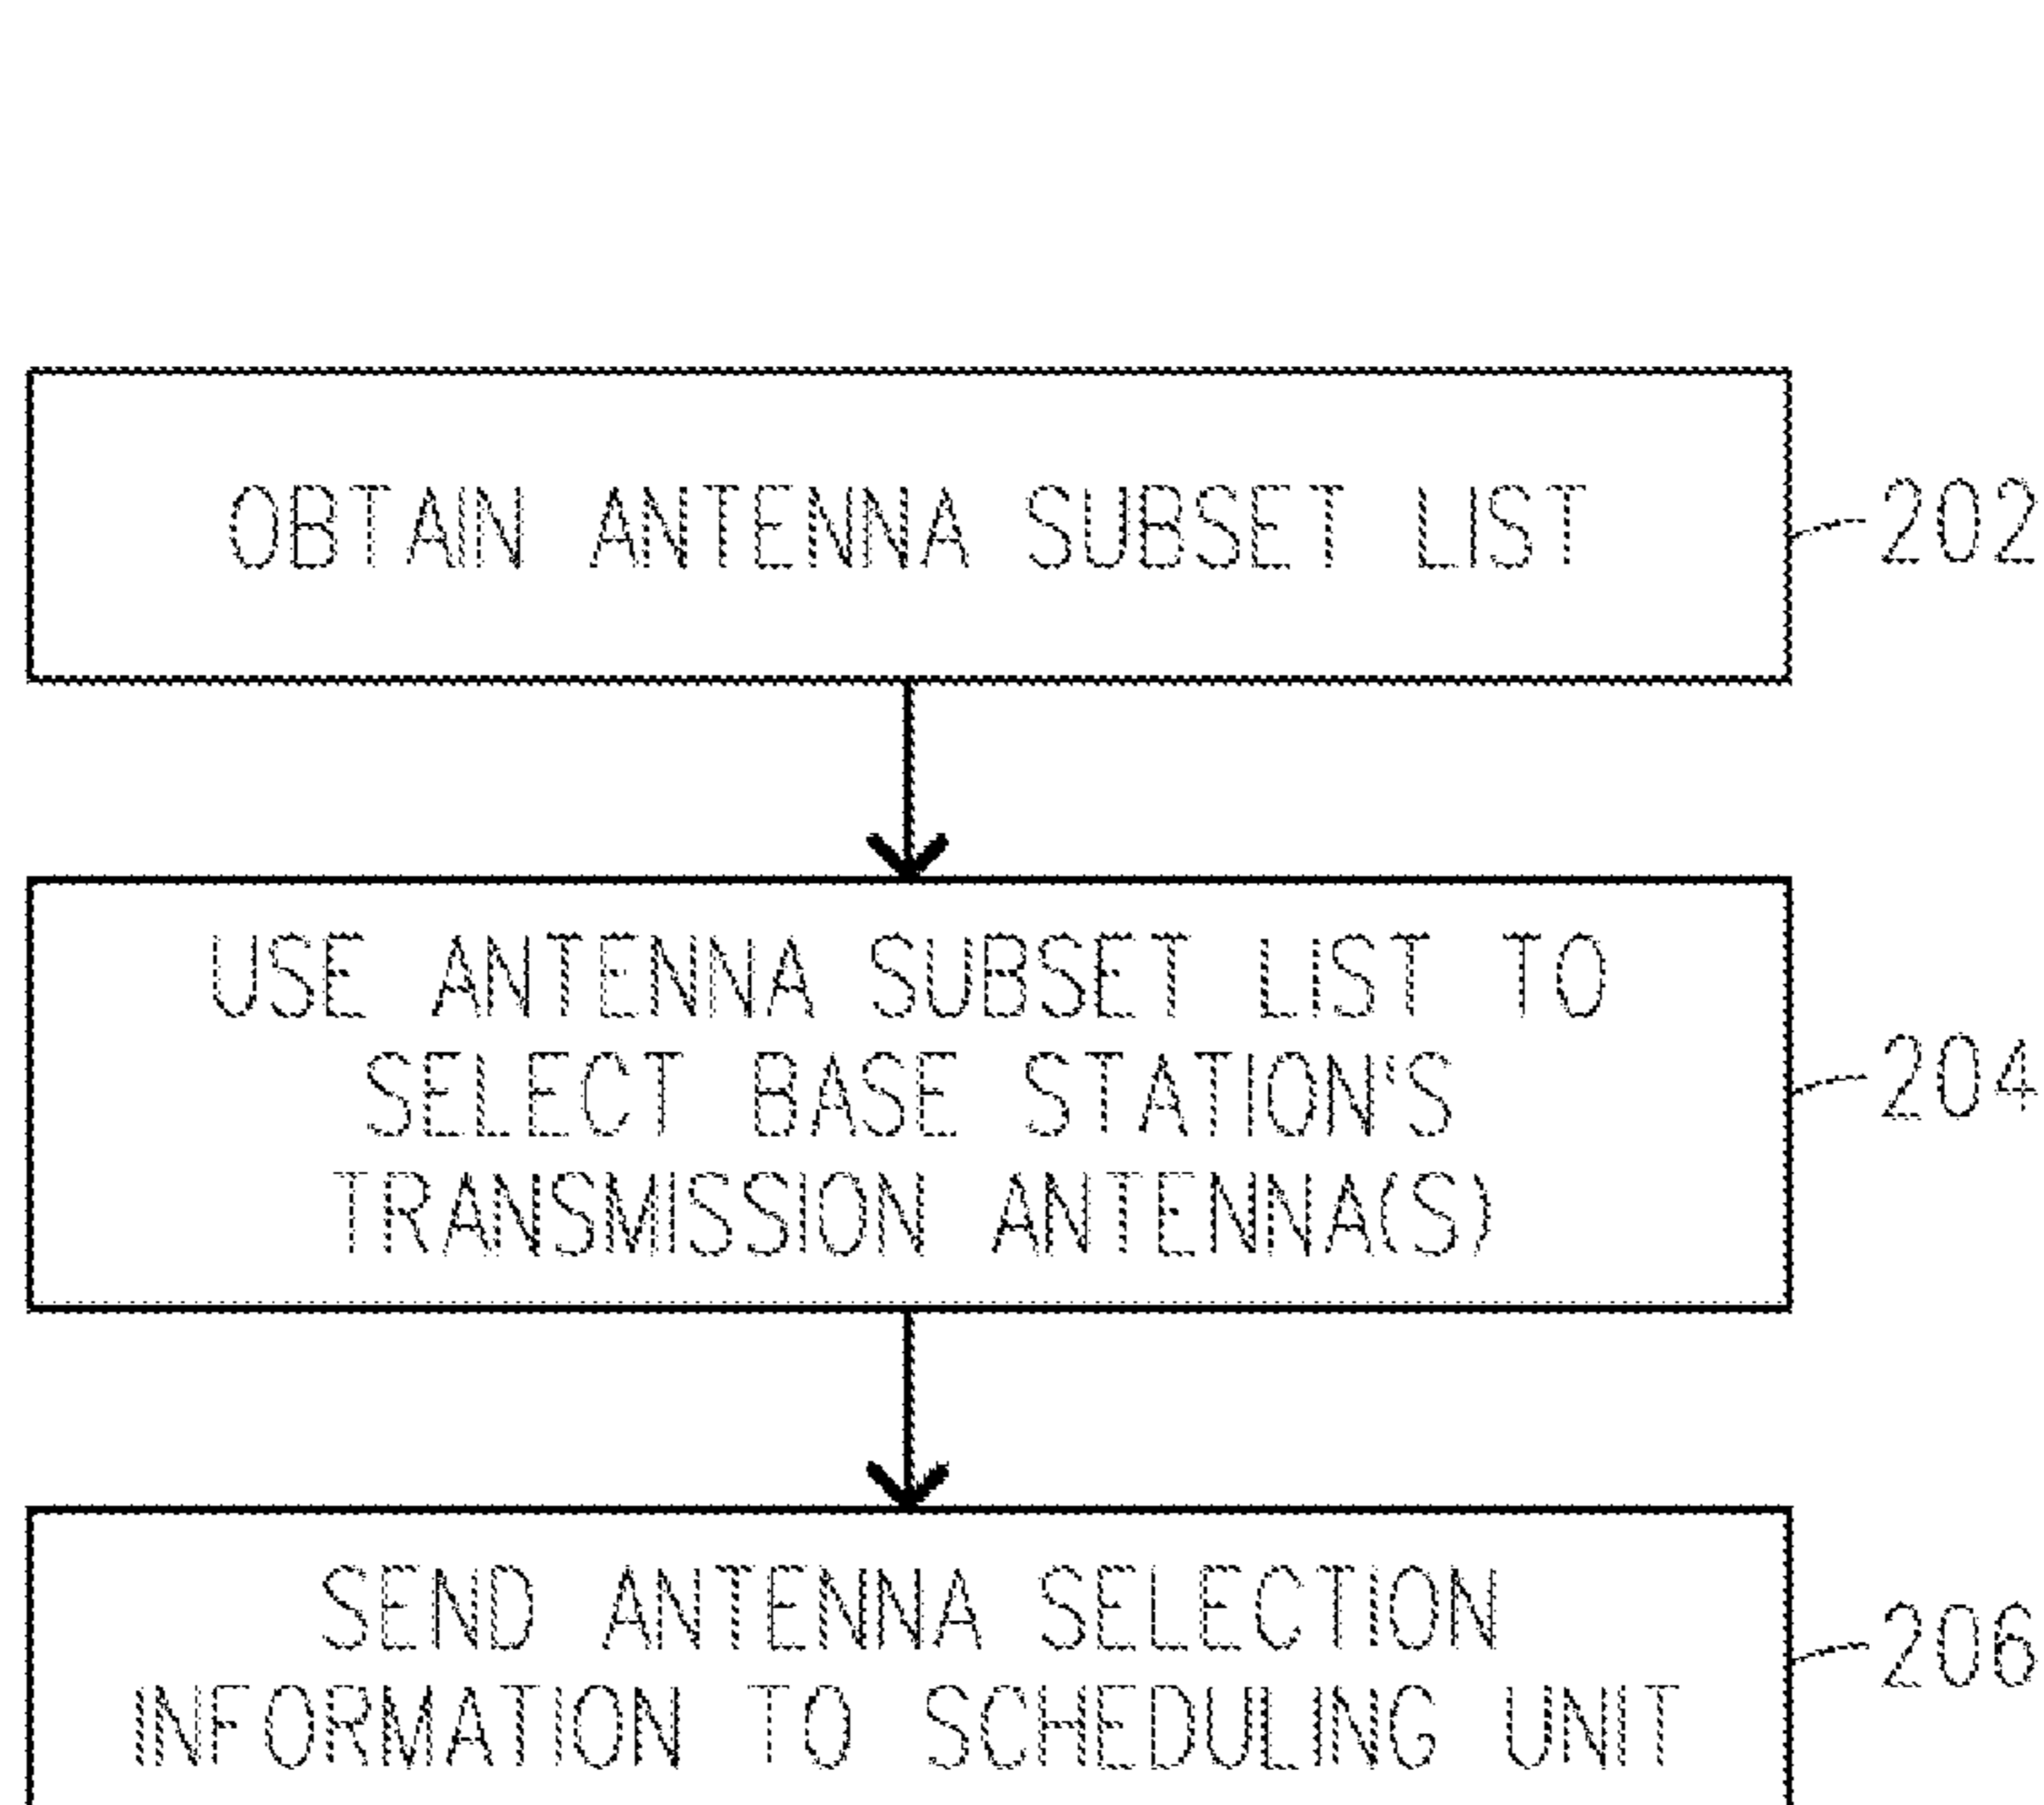 OBTAIN ANTENNA SUBSET LIST
202
USE ANTENNA SUBSET LIST TO
SELECT BASE STATION'S
TRANSMISSION ANTENNA(S)
204
SEND ANTENNA SELECTION
INFORMATION TO SCHEDULING UNIT
206